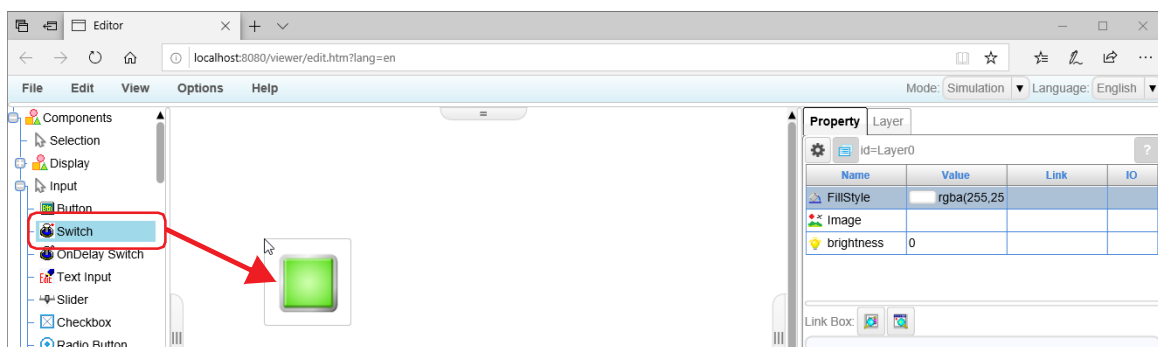 Editor
localhost:8080/viewer/edit.htm?lang=en
File Edit View Options Help
Mode: Simulation Language: English
Components
Selection
Display
Input
Button
Switch
OnDelay Switch
Text Input
Slider
Checkbox
Radio Button
Property Layer
id=Layer0 ?
Name Value Link IO
FillStyle rgba(255,25
Image
brightness 0
Link Box: